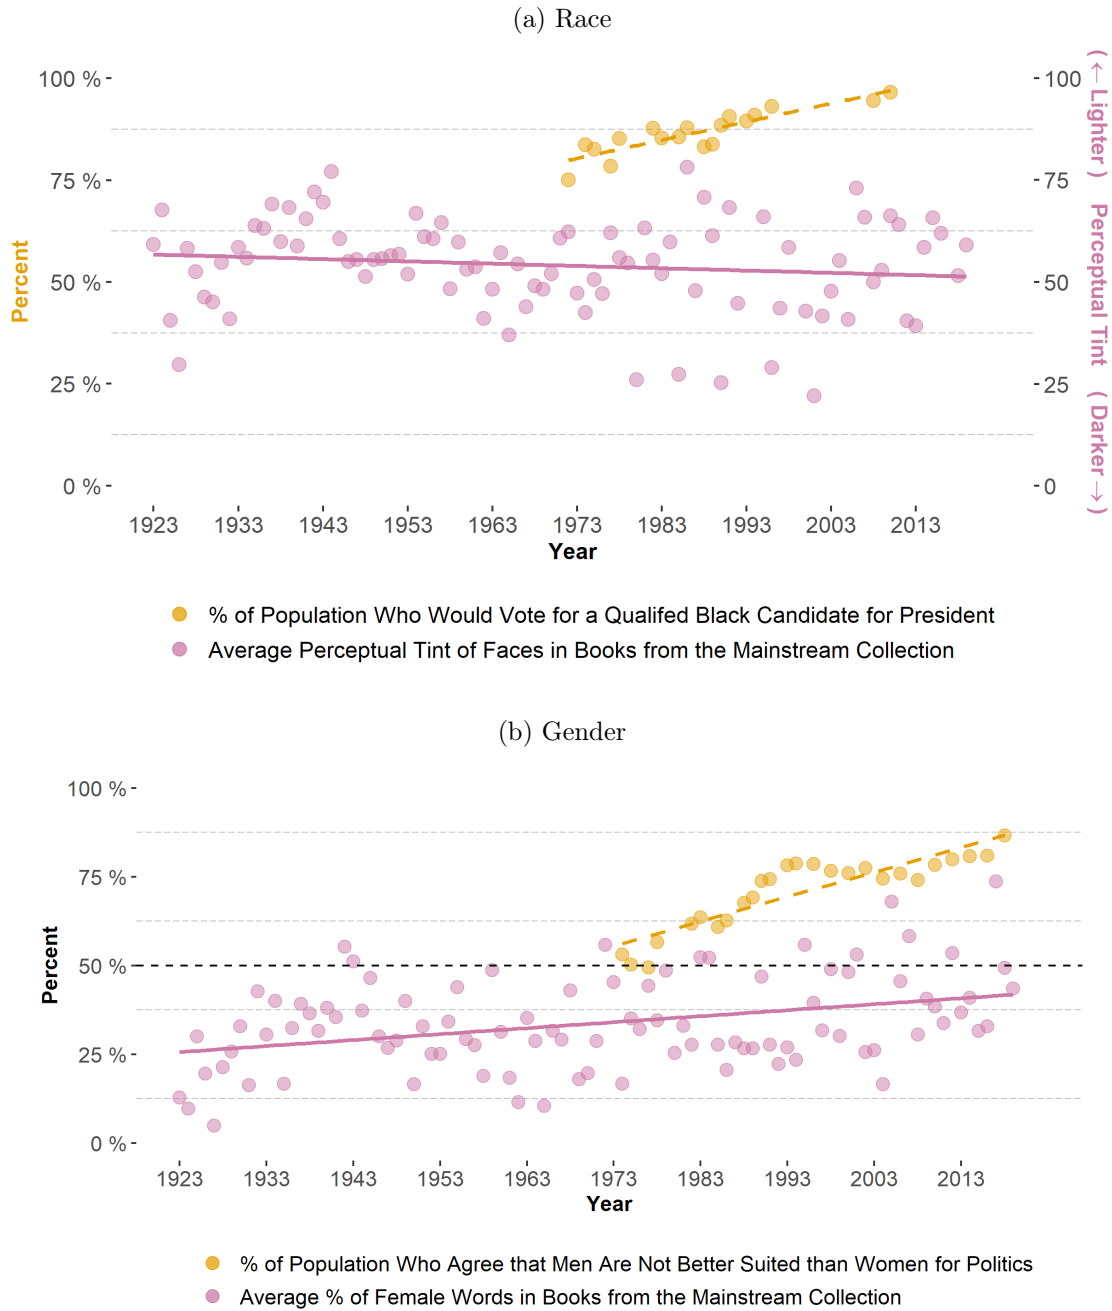 (a) Race
100 %
75 %
50 %
25 %
0 %
Percent
100
75
50
25
0
(← Lighter ) Perceptual Tint ( Darker →)
1923 1933 1943 1953 1963 1973 1983 1993 2003 2013
Year
% of Population Who Would Vote for a Qualifed Black Candidate for President
Average Perceptual Tint of Faces in Books from the Mainstream Collection
(b) Gender
100 %
75 %
50 %
25 %
0 %
Percent
1923 1933 1943 1953 1963 1973 1983 1993 2003 2013
Year
% of Population Who Agree that Men Are Not Better Suited than Women for Politics
Average % of Female Words in Books from the Mainstream Collection